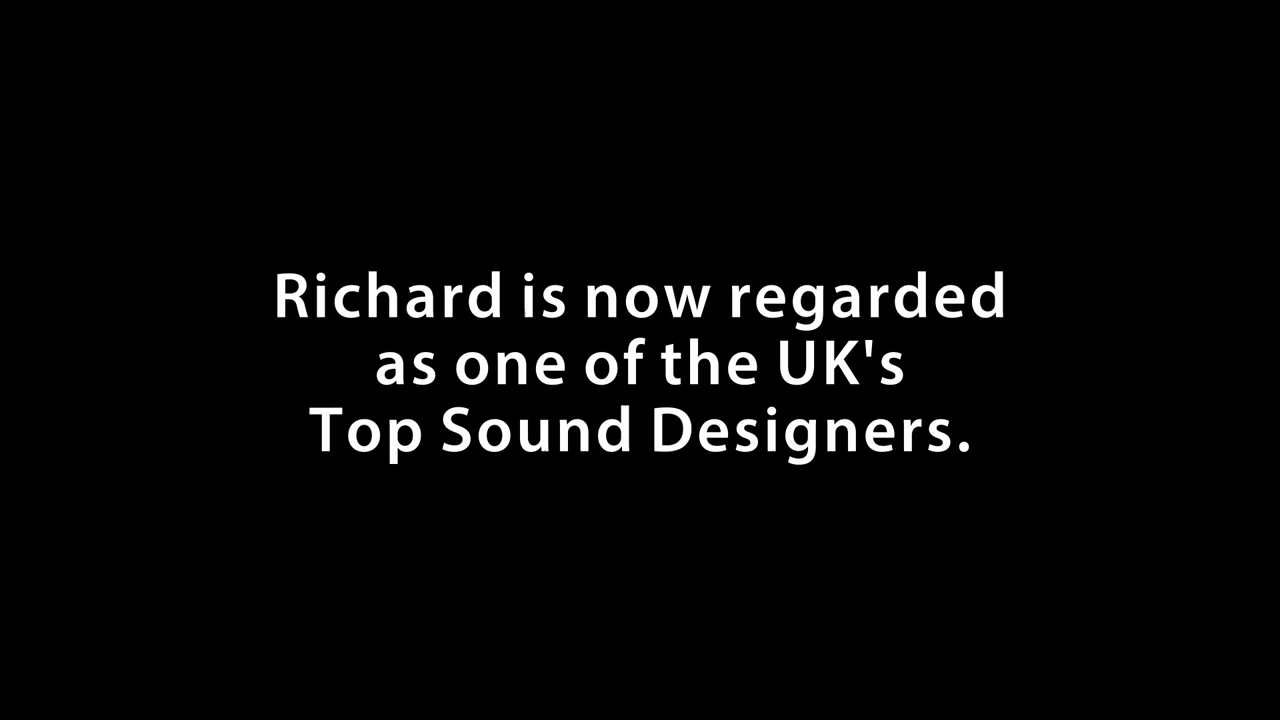 Richard is now regarded
as one of the UK's
Top Sound Designers.